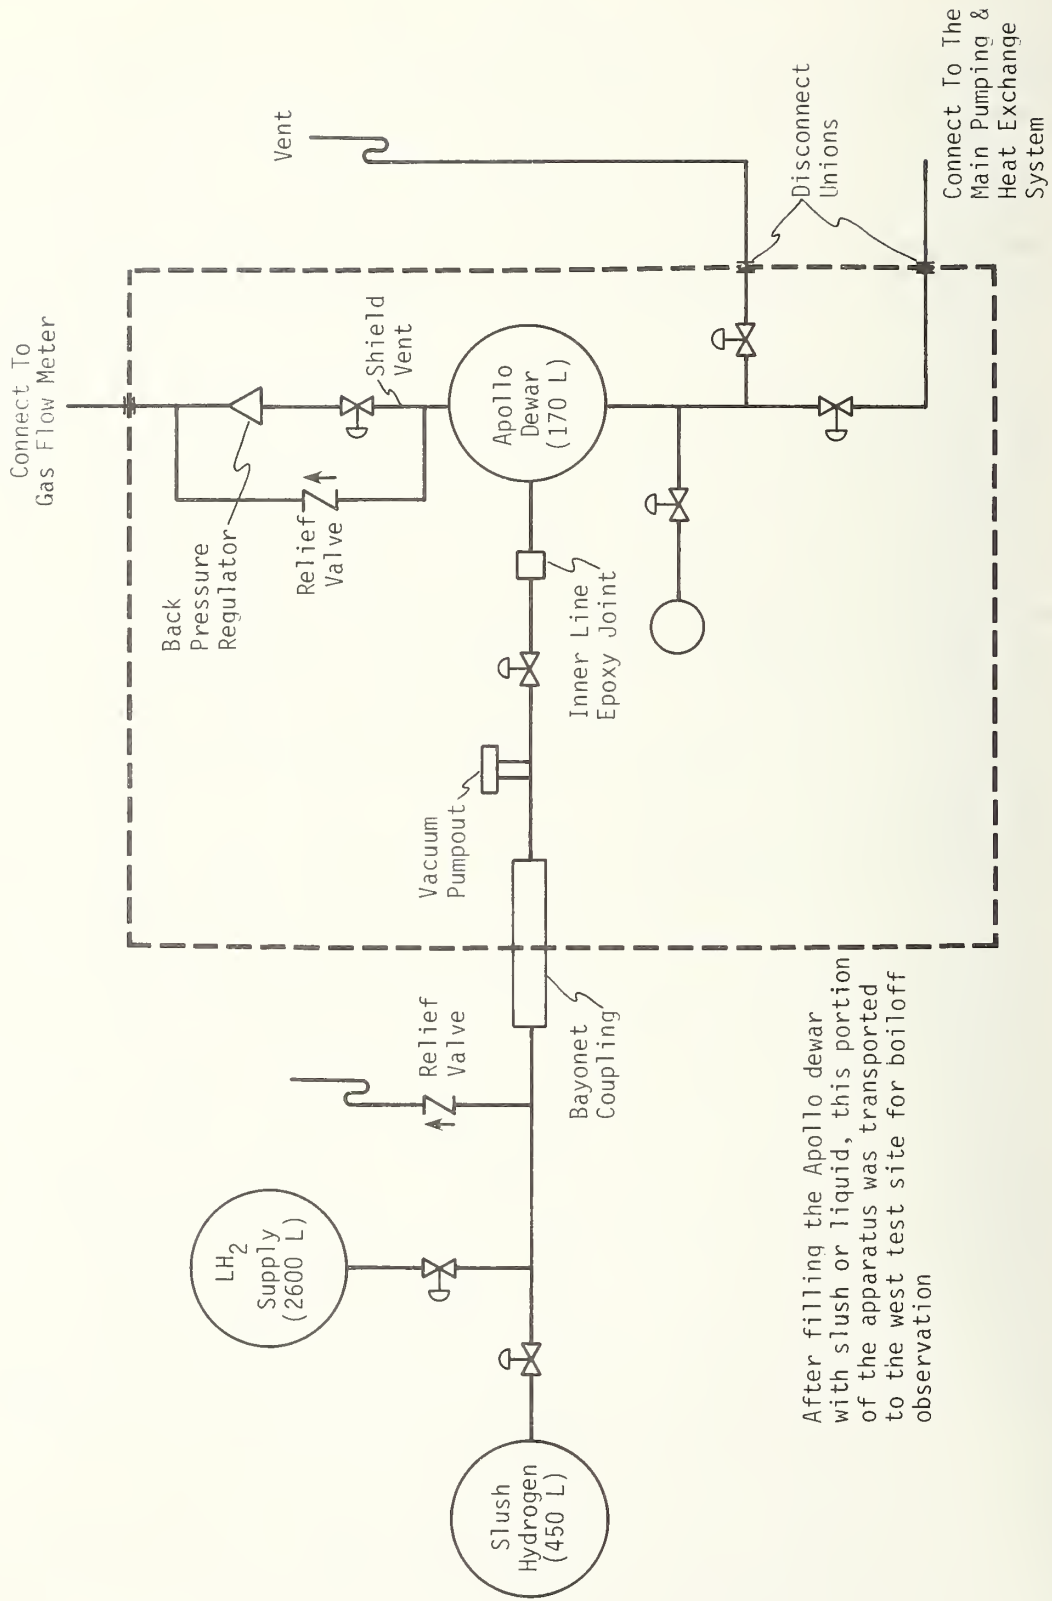 Slush
Hydrogen
(450 L)
LH2
Supply
(2600 L)
Relief
Valve
Bayonet
Coupling
Vacuum
Pumpout
Inner Line
Epoxy Joint
Back
Pressure
Regulator
Relief
Valve
Shield
Vent
Apollo
Dewar
(170 L)
Connect To
Gas Flow Meter
Vent
Disconnect
Unions
Connect To The
Main Pumping &
Heat Exchange
System
After filling the Apollo dewar
with slush or liquid, this portion
of the apparatus was transported
to the west test site for boiloff
observation